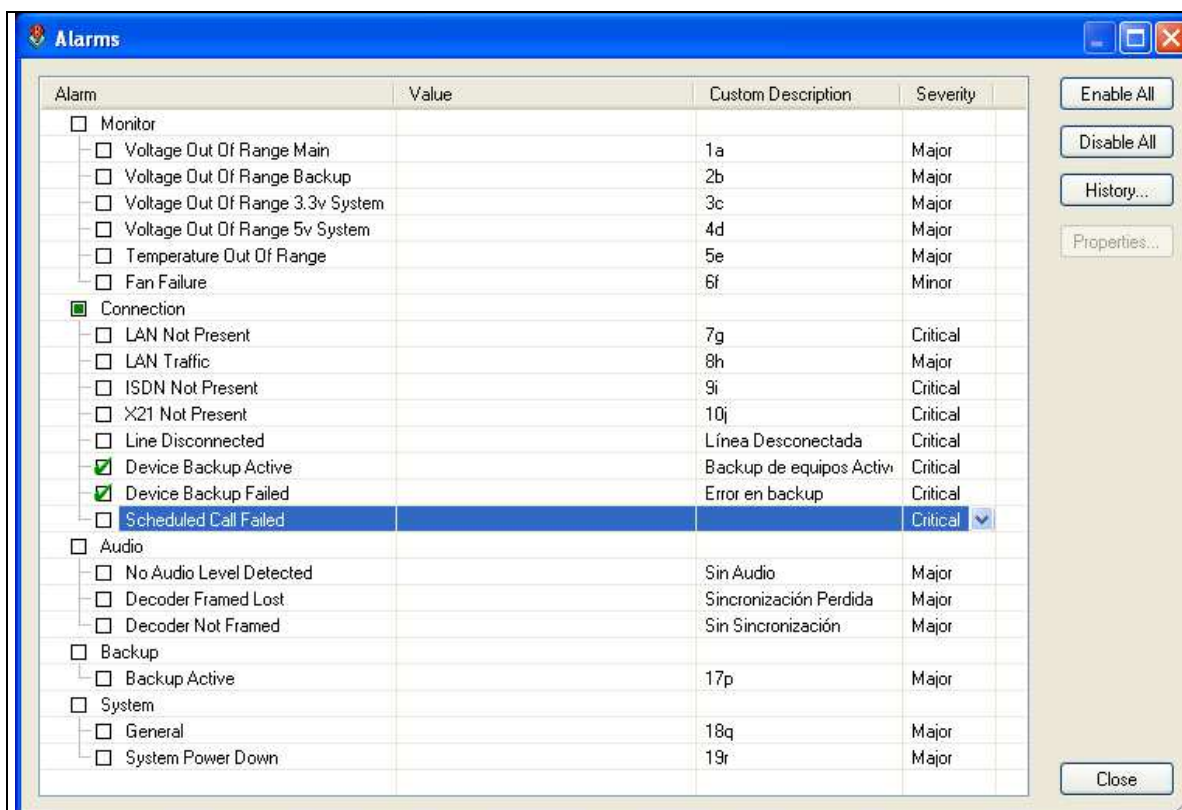 Alarms
Alarm Value Custom Description Severity
Monitor
Voltage Out Of Range Main 1a Major
Voltage Out Of Range Backup 2b Major
Voltage Out Of Range 3.3v System 3c Major
Voltage Out Of Range 5v System 4d Major
Temperature Out Of Range 5e Major
Fan Failure 6f Minor
Connection
LAN Not Present 7g Critical
LAN Traffic 8h Major
ISDN Not Present 9i Critical
X21 Not Present 10j Critical
Line Disconnected Línea Desconectada Critical
Device Backup Active Backup de equipos Activ Critical
Device Backup Failed Error en backup Critical
Scheduled Call Failed Critical
Audio
No Audio Level Detected Sin Audio Major
Decoder Framed Lost Sincronización Perdida Major
Decoder Not Framed Sin Sincronización Major
Backup
Backup Active 17p Major
System
General 18q Major
System Power Down 19r Major
Enable All
Disable All
History...
Properties...
Close